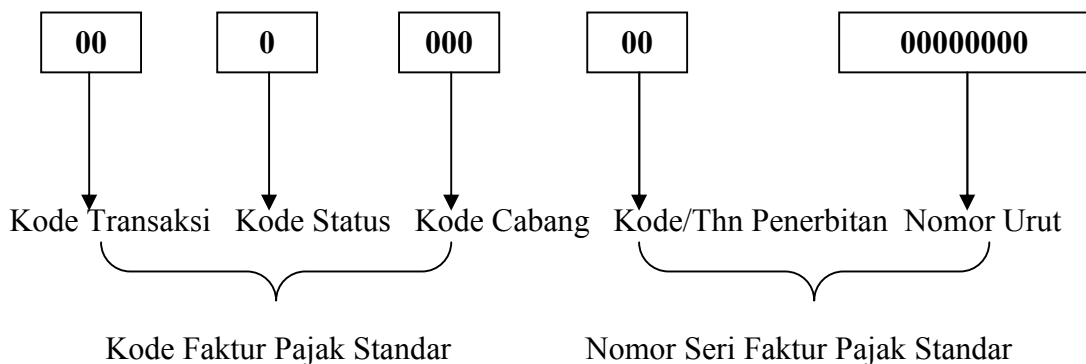 00 0 000 00 00000000
Kode Transaksi Kode Status Kode Cabang Kode/Thn Penerbitan Nomor Urut
Kode Faktur Pajak Standar Nomor Seri Faktur Pajak Standar